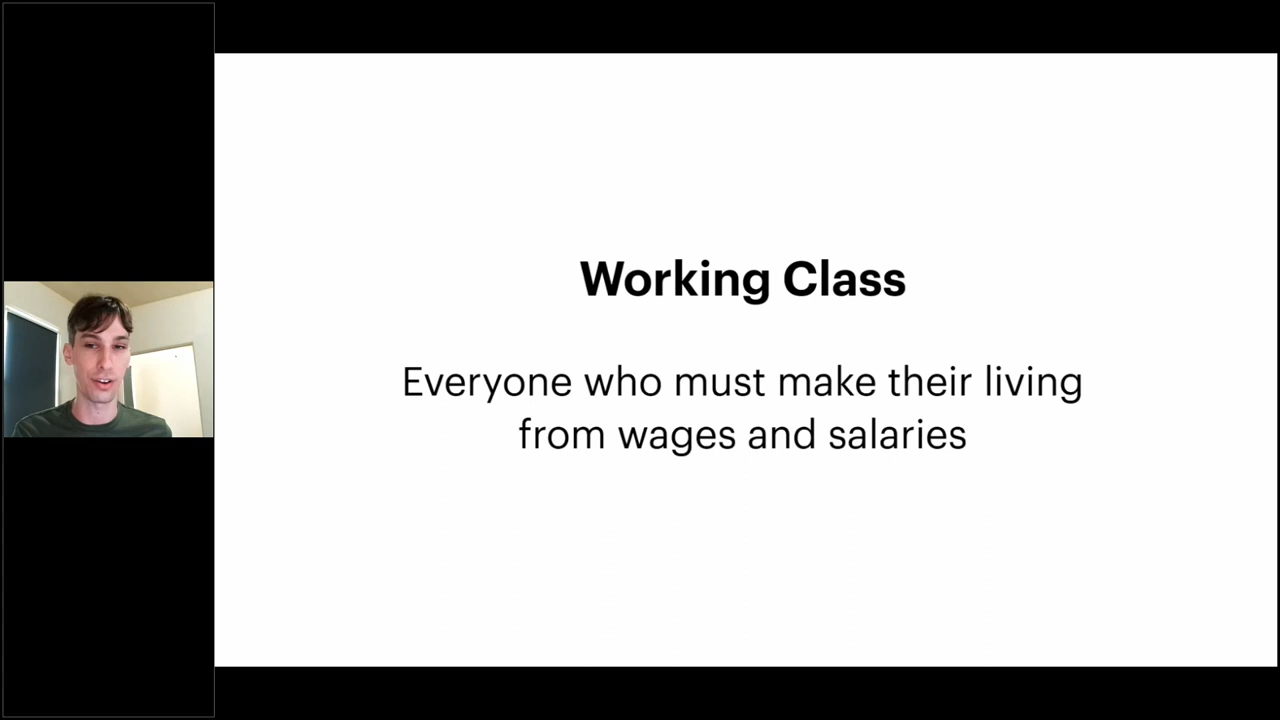 Working Class
Everyone who must make their living
from wages and salaries